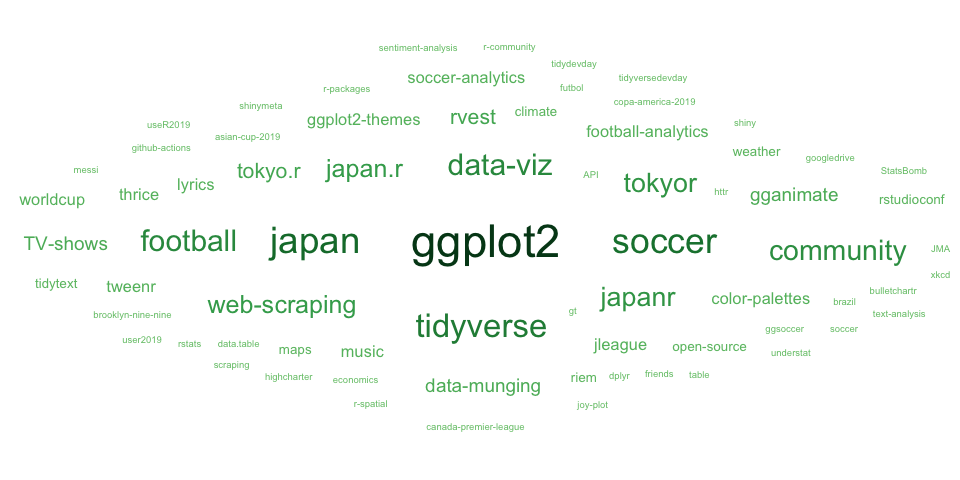 sentiment-analysis r-community
tidydevday
soccer-analytics tidyversedevday
r-packages futbol
shinymeta copa-america-2019
ggplot2-themes rvest climate
useR2019 asian-cup-2019 football-analytics shiny
github-actions data-viz weather googledrive
messi tokyo.r japan.r API tokyor StatsBomb
worldcup thrice lyrics httr gganimate rstudioconf
TV-shows football japan ggplot2 soccer community JMA
xkcd
tidytext tweenr web-scraping japanr color-palettes brazil bulletchartr
brooklyn-nine-nine tidyverse gt text-analysis
ggsoccer soccer
user2019 rstats data.table maps music jleague open-source understat
scraping
highcharter economics data-munging riem dplyr friends table
r-spatial joy-plot
canada-premier-league